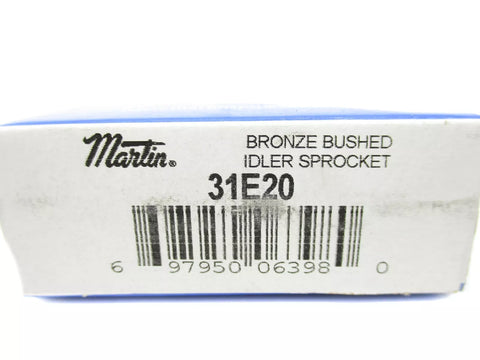 Martin®
BRONZE BUSHED
IDLER SPROCKET
31E20
6 97950 06398 0